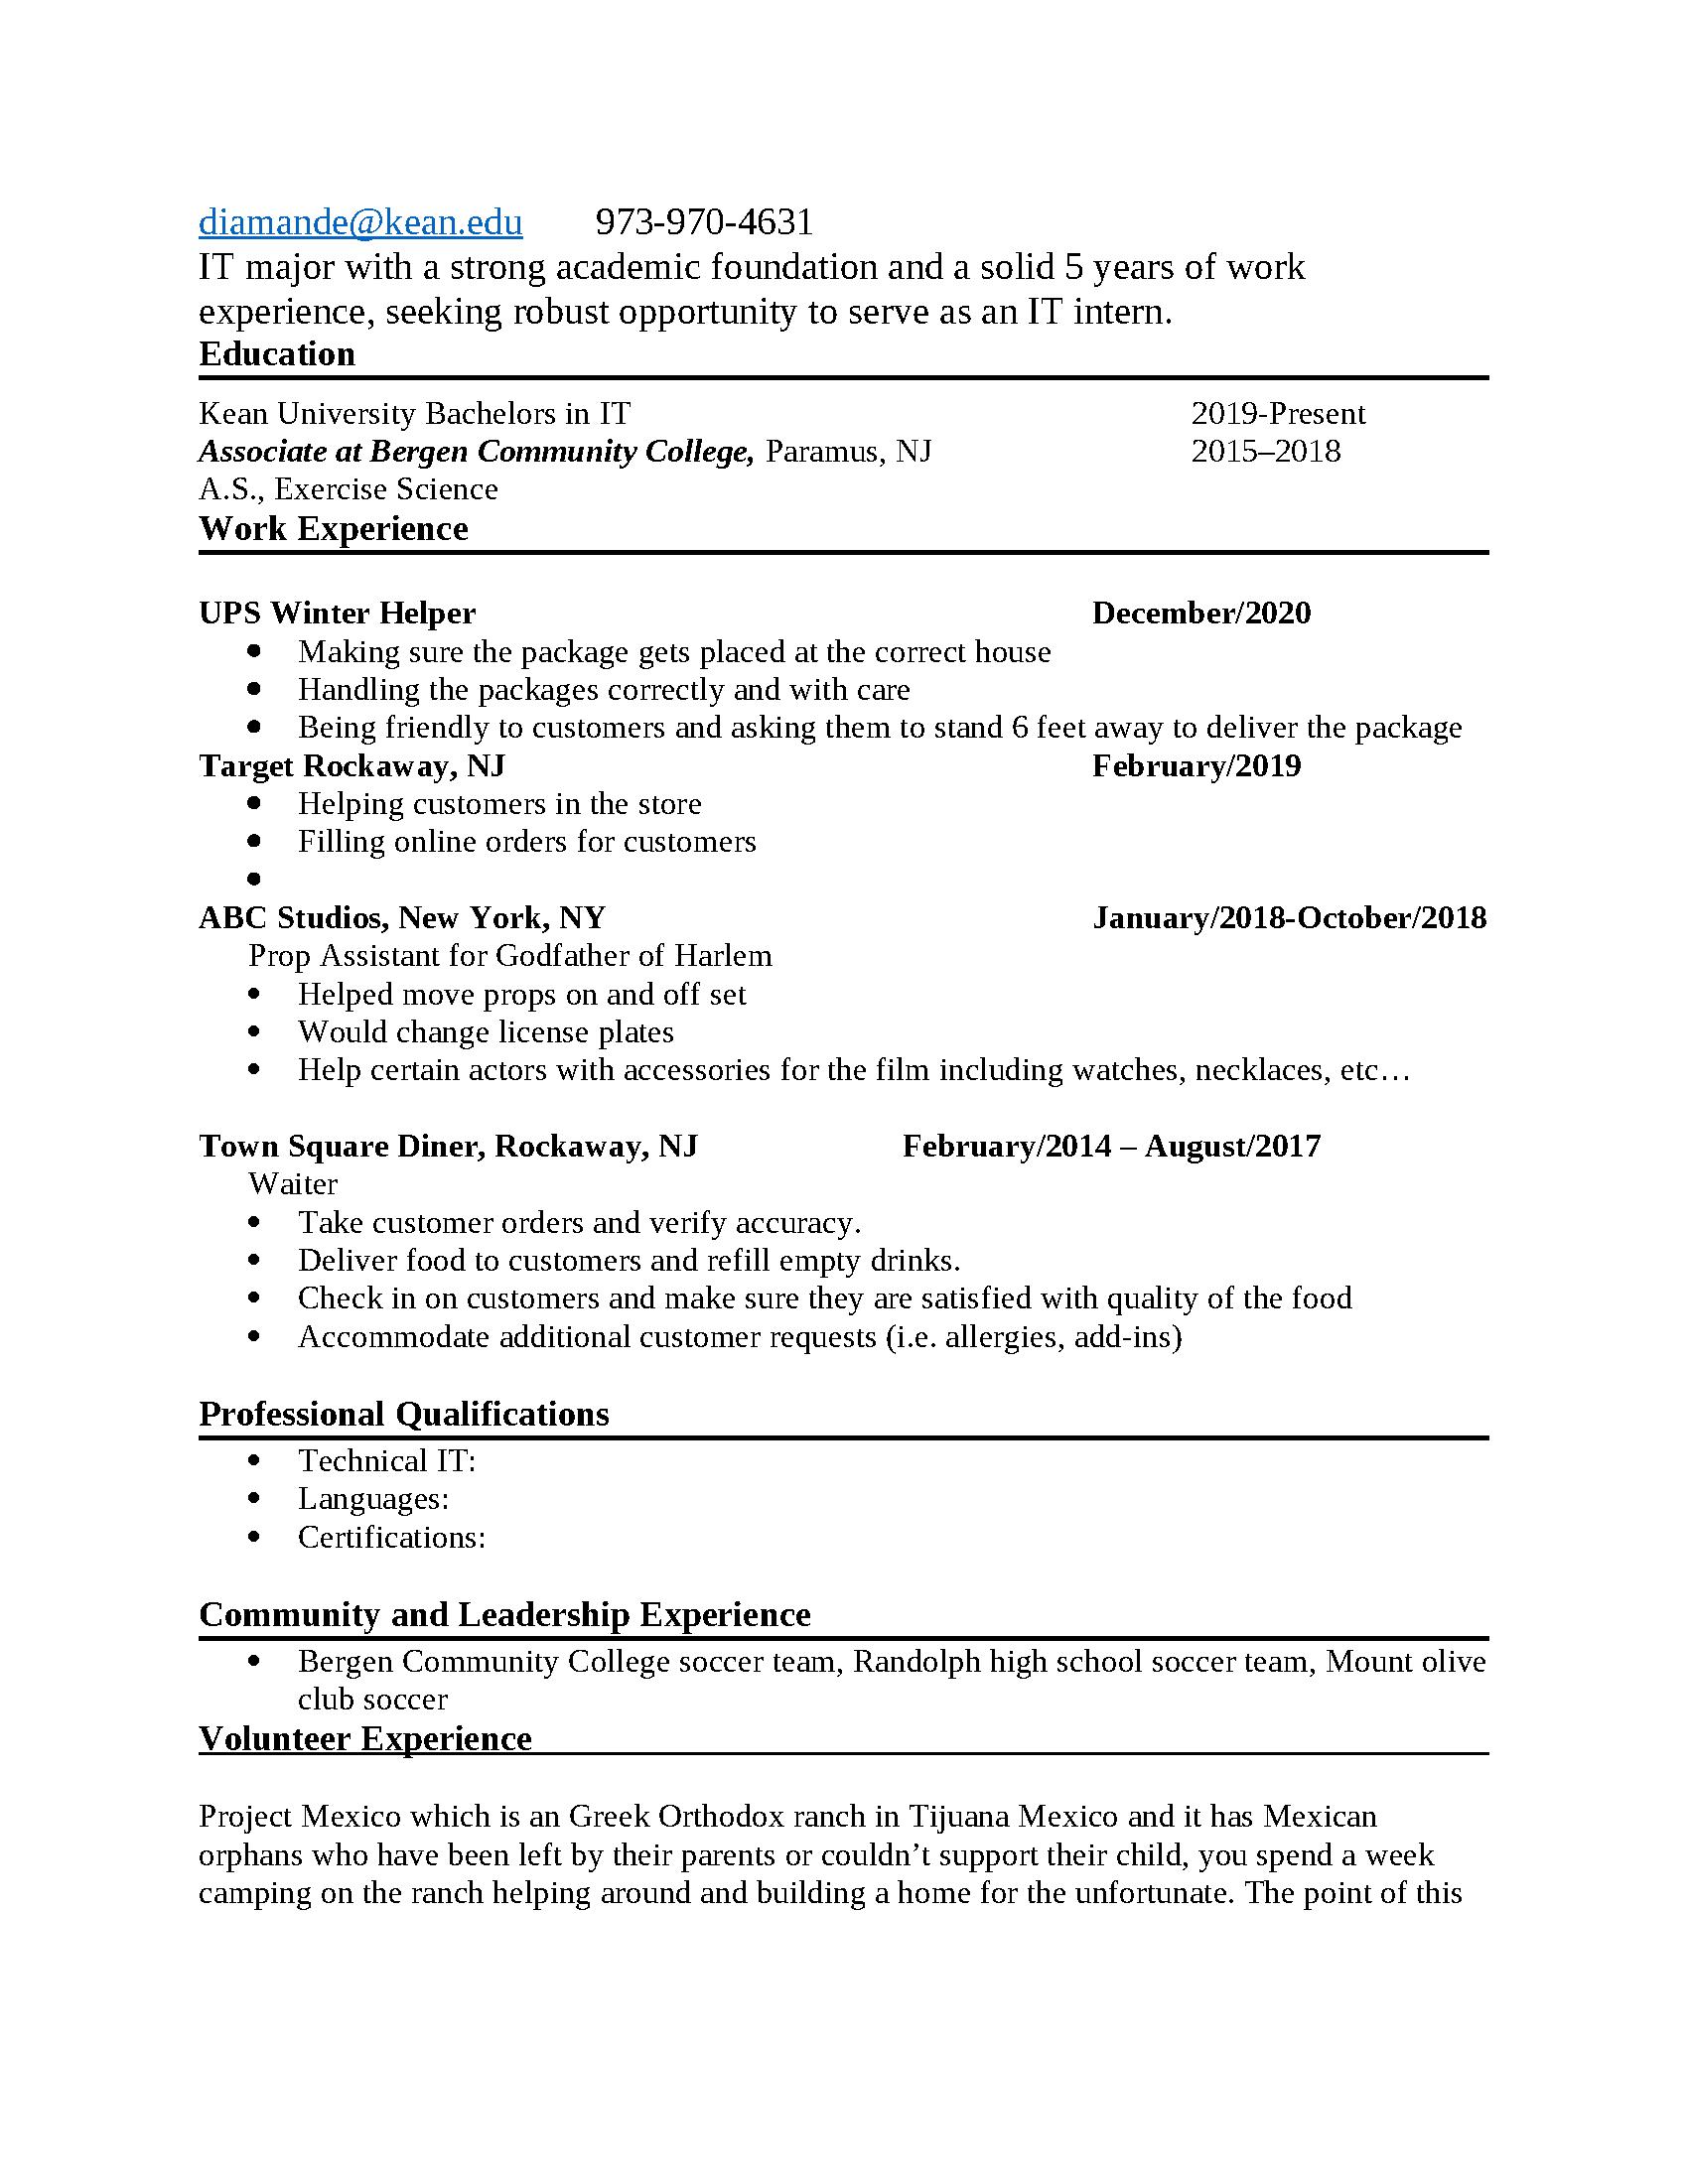 diamande@kean.edu 973-970-4631
IT major with a strong academic foundation and a solid 5 years of work
experience, seeking robust opportunity to serve as an IT intern.
Education
Kean University Bachelors in IT 2019-Present
Associate at Bergen Community College, Paramus, NJ 2015–2018
A.S., Exercise Science
Work Experience
UPS Winter Helper December/2020
• Making sure the package gets placed at the correct house
• Handling the packages correctly and with care
• Being friendly to customers and asking them to stand 6 feet away to deliver the package
Target Rockaway, NJ February/2019
• Helping customers in the store
• Filling online orders for customers
•
ABC Studios, New York, NY January/2018-October/2018
Prop Assistant for Godfather of Harlem
• Helped move props on and off set
• Would change license plates
• Help certain actors with accessories for the film including watches, necklaces, etc…
Town Square Diner, Rockaway, NJ February/2014 – August/2017
Waiter
• Take customer orders and verify accuracy.
• Deliver food to customers and refill empty drinks.
• Check in on customers and make sure they are satisfied with quality of the food
• Accommodate additional customer requests (i.e. allergies, add-ins)
Professional Qualifications
• Technical IT:
• Languages:
• Certifications:
Community and Leadership Experience
• Bergen Community College soccer team, Randolph high school soccer team, Mount olive
club soccer
Volunteer Experience
Project Mexico which is an Greek Orthodox ranch in Tijuana Mexico and it has Mexican
orphans who have been left by their parents or couldn’t support their child, you spend a week
camping on the ranch helping around and building a home for the unfortunate. The point of this